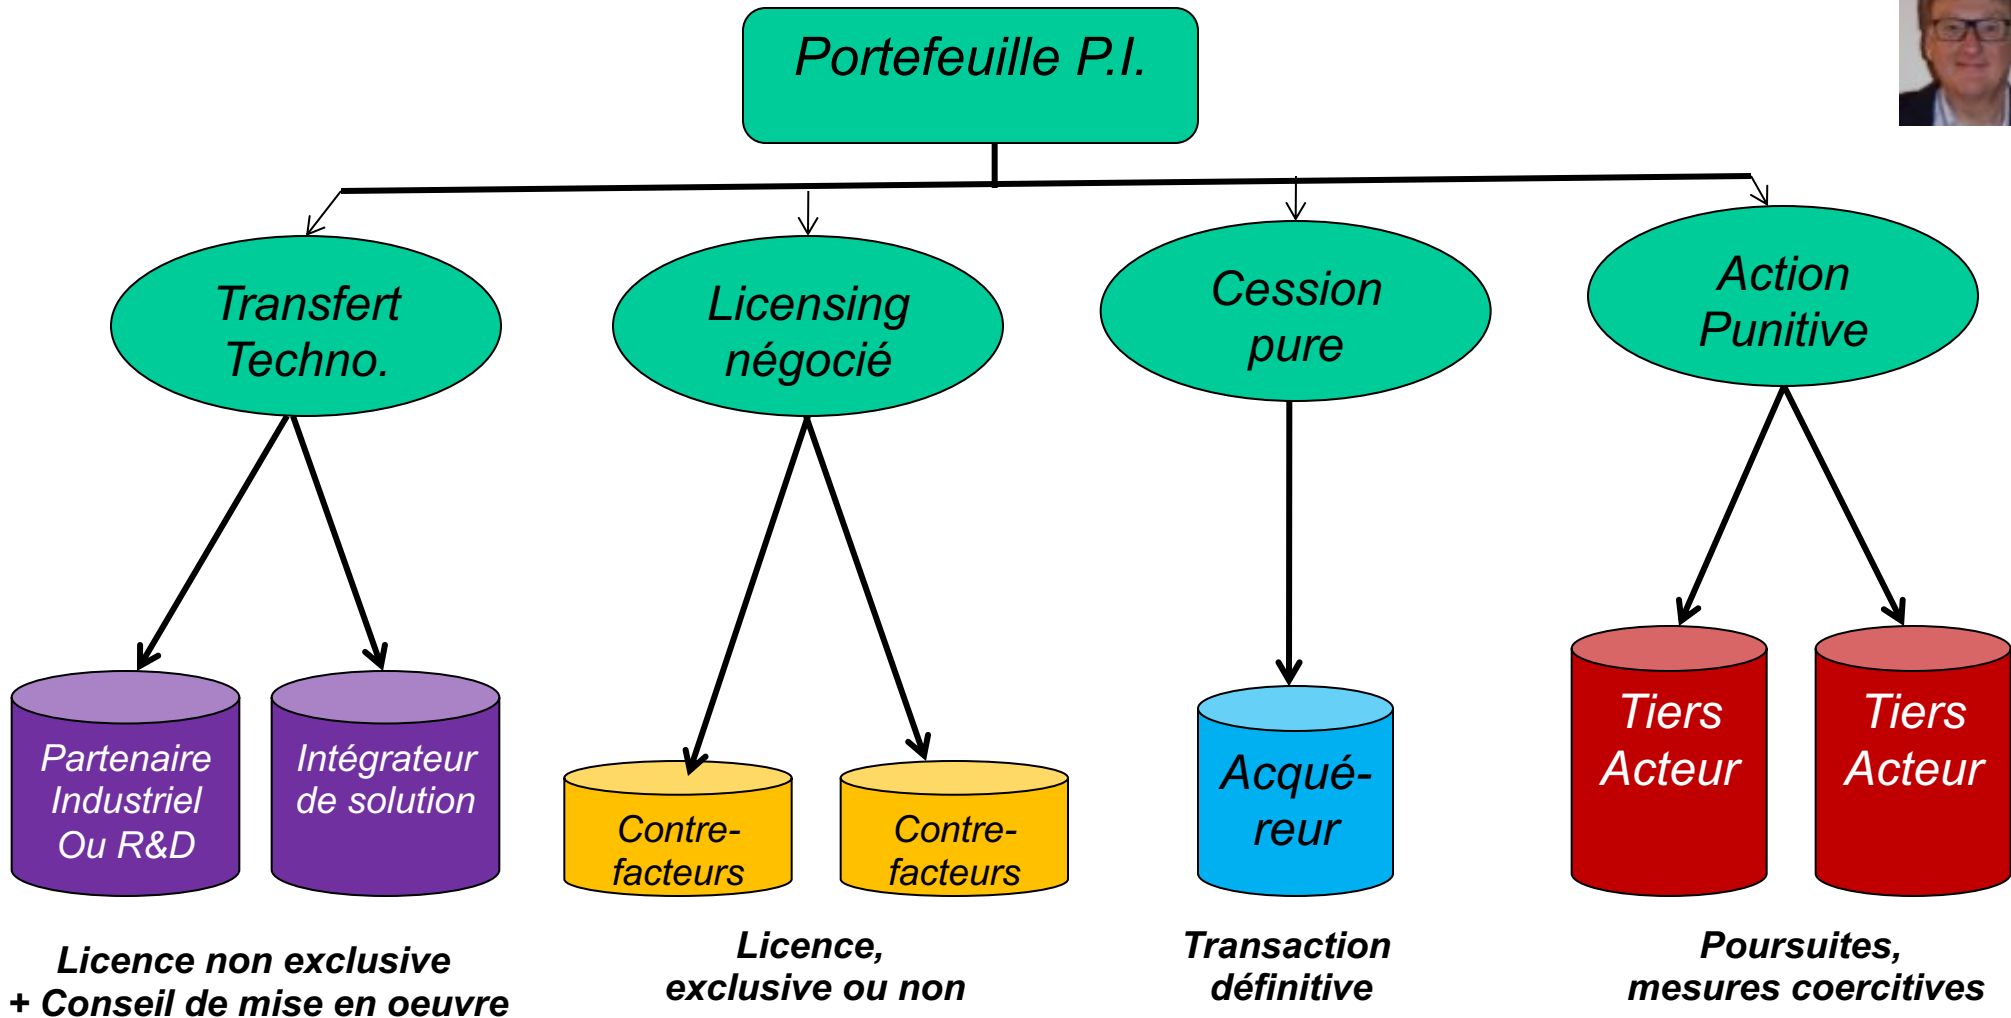 Portefeuille P.I.
Transfert
Techno.
Licensing
négocié
Cession
pure
Action
Punitive
Partenaire
Industriel
Ou R&D
Intégrateur
de solution
Contre-
facteurs
Contre-
facteurs
Acqué-
reur
Tiers
Acteur
Tiers
Acteur
Licence non exclusive
+ Conseil de mise en oeuvre
Licence,
exclusive ou non
Transaction
définitive
Poursuites,
mesures coercitives